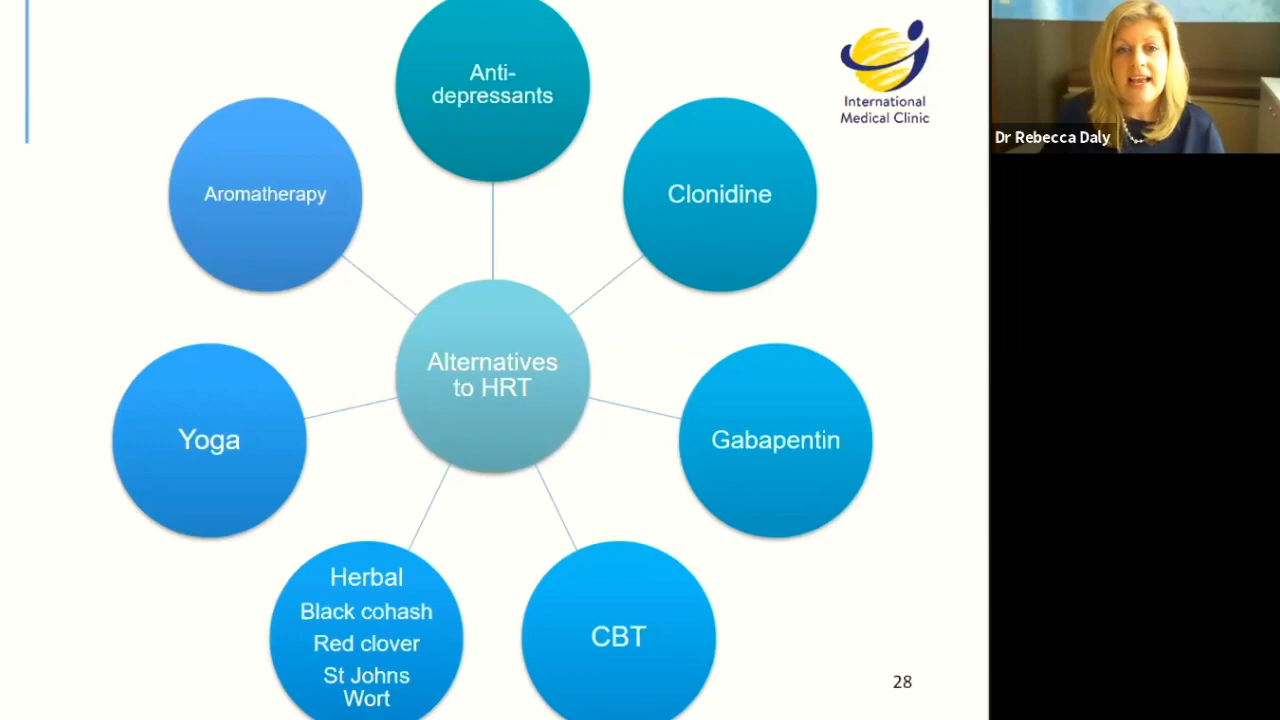 Anti-
depressants
Clonidine
Gabapentin
CBT
Herbal
Black cohash
Red clover
St Johns
Wort
Yoga
Aromatherapy
Alternatives
to HRT
International
Medical Clinic
Dr Rebecca Daly
28